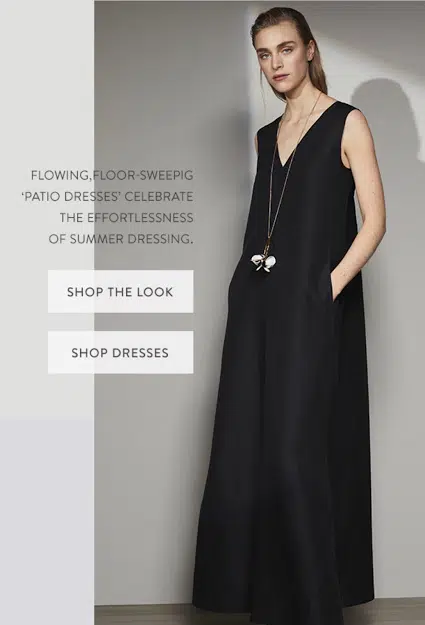 FLOWING,FLOOR-SWEEPIG
‘PATIO DRESSES’ CELEBRATE
THE EFFORTLESSNESS
OF SUMMER DRESSING.
SHOP THE LOOK
SHOP DRESSES